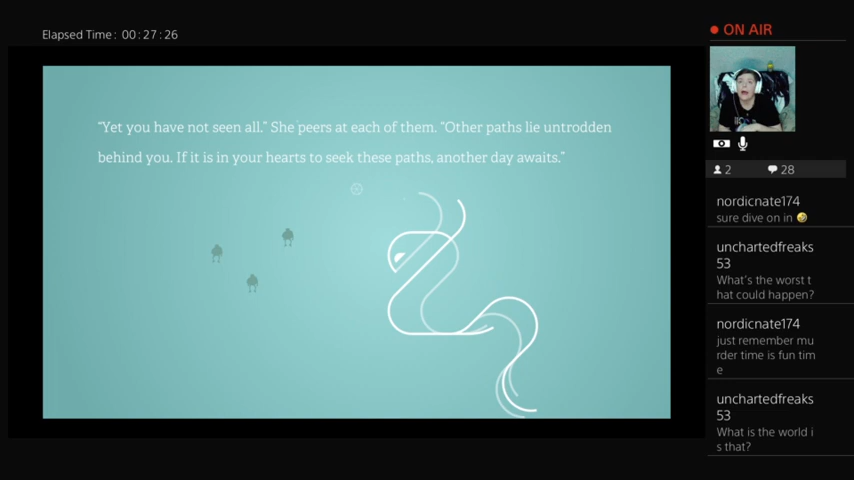 Elapsed Time: 00:27:26
ON AIR
"Yet you have not seen all." She peers at each of them. "Other paths lie untrodden
behind you. If it is in your hearts to seek these paths, another day awaits."
2
28
nordicnate174
sure dive on in 🤣
unchartedfreaks
53
What's the worst t
hat could happen?
nordicnate174
just remember mu
rder time is fun tim
e
unchartedfreaks
53
What is the world i
s that?